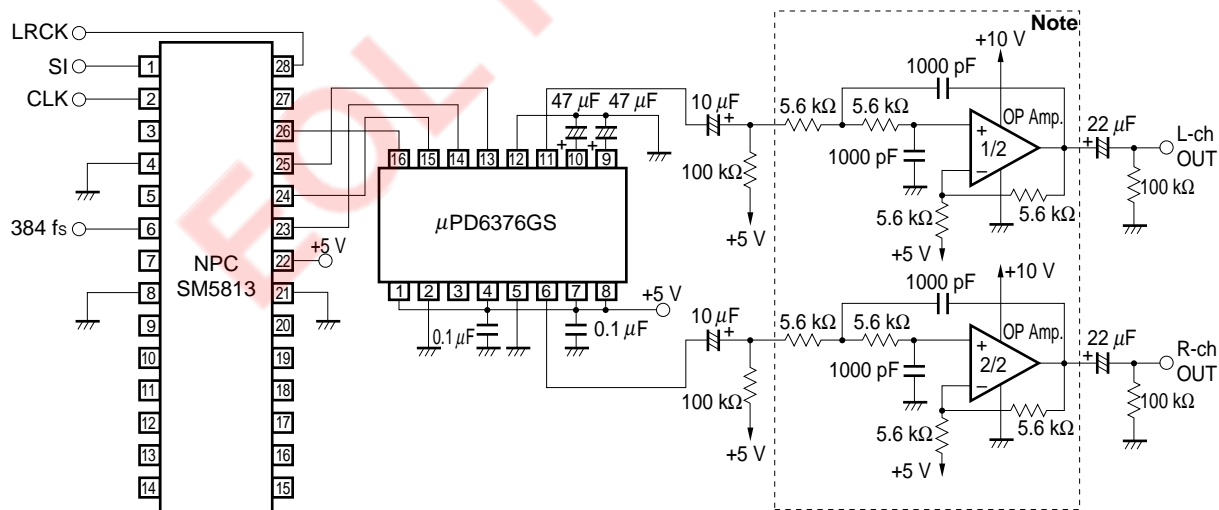 LRCK
SI
CLK
384 fs
1
2
3
4
5
6
7
8
9
10
11
12
13
14
28
27
26
25
24
23
22
21
20
19
18
17
16
15
NPC
SM5813
+5 V
16
15
14
13
12
11
10
9
47 μF
47 μF
+
+
μPD6376GS
1
2
3
4
5
6
7
8
0.1 μF
0.1 μF
+5 V
Note
10 μF
+
100 kΩ
+5 V
5.6 kΩ
5.6 kΩ
1000 pF
1000 pF
+10 V
OP Amp.
+
1/2
−
5.6 kΩ
5.6 kΩ
+5 V
22 μF
+
L-ch
OUT
100 kΩ
10 μF
+
100 kΩ
+5 V
5.6 kΩ
5.6 kΩ
1000 pF
1000 pF
+10 V
OP Amp.
+
2/2
−
5.6 kΩ
5.6 kΩ
+5 V
22 μF
+
R-ch
OUT
100 kΩ